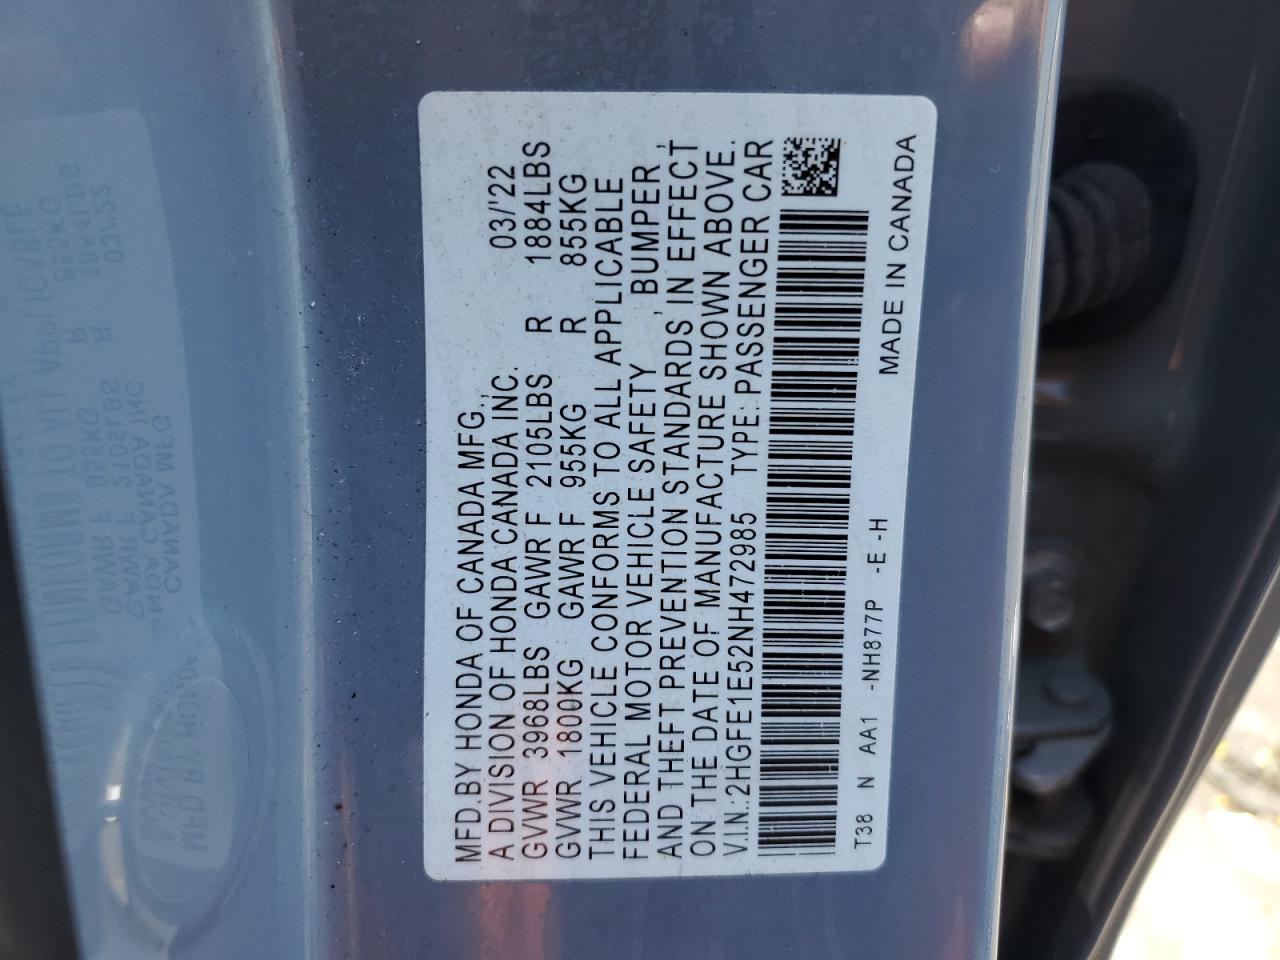 MFD.BY HONDA OF CANADA MFG.,
A DIVISION OF HONDA CANADA INC. 03/'22
GVWR 3968LBS GAWR F 2105LBS R 1884LBS
GVWR 1800KG GAWR F 955KG R 855KG
THIS VEHICLE CONFORMS TO ALL APPLICABLE
FEDERAL MOTOR VEHICLE SAFETY, BUMPER,
AND THEFT PREVENTION STANDARDS IN EFFECT
ON THE DATE OF MANUFACTURE SHOWN ABOVE.
V.I.N.:2HGFE1E52NH472985 TYPE: PASSENGER CAR
T38 N AA1 -NH877P -E -H MADE IN CANADA